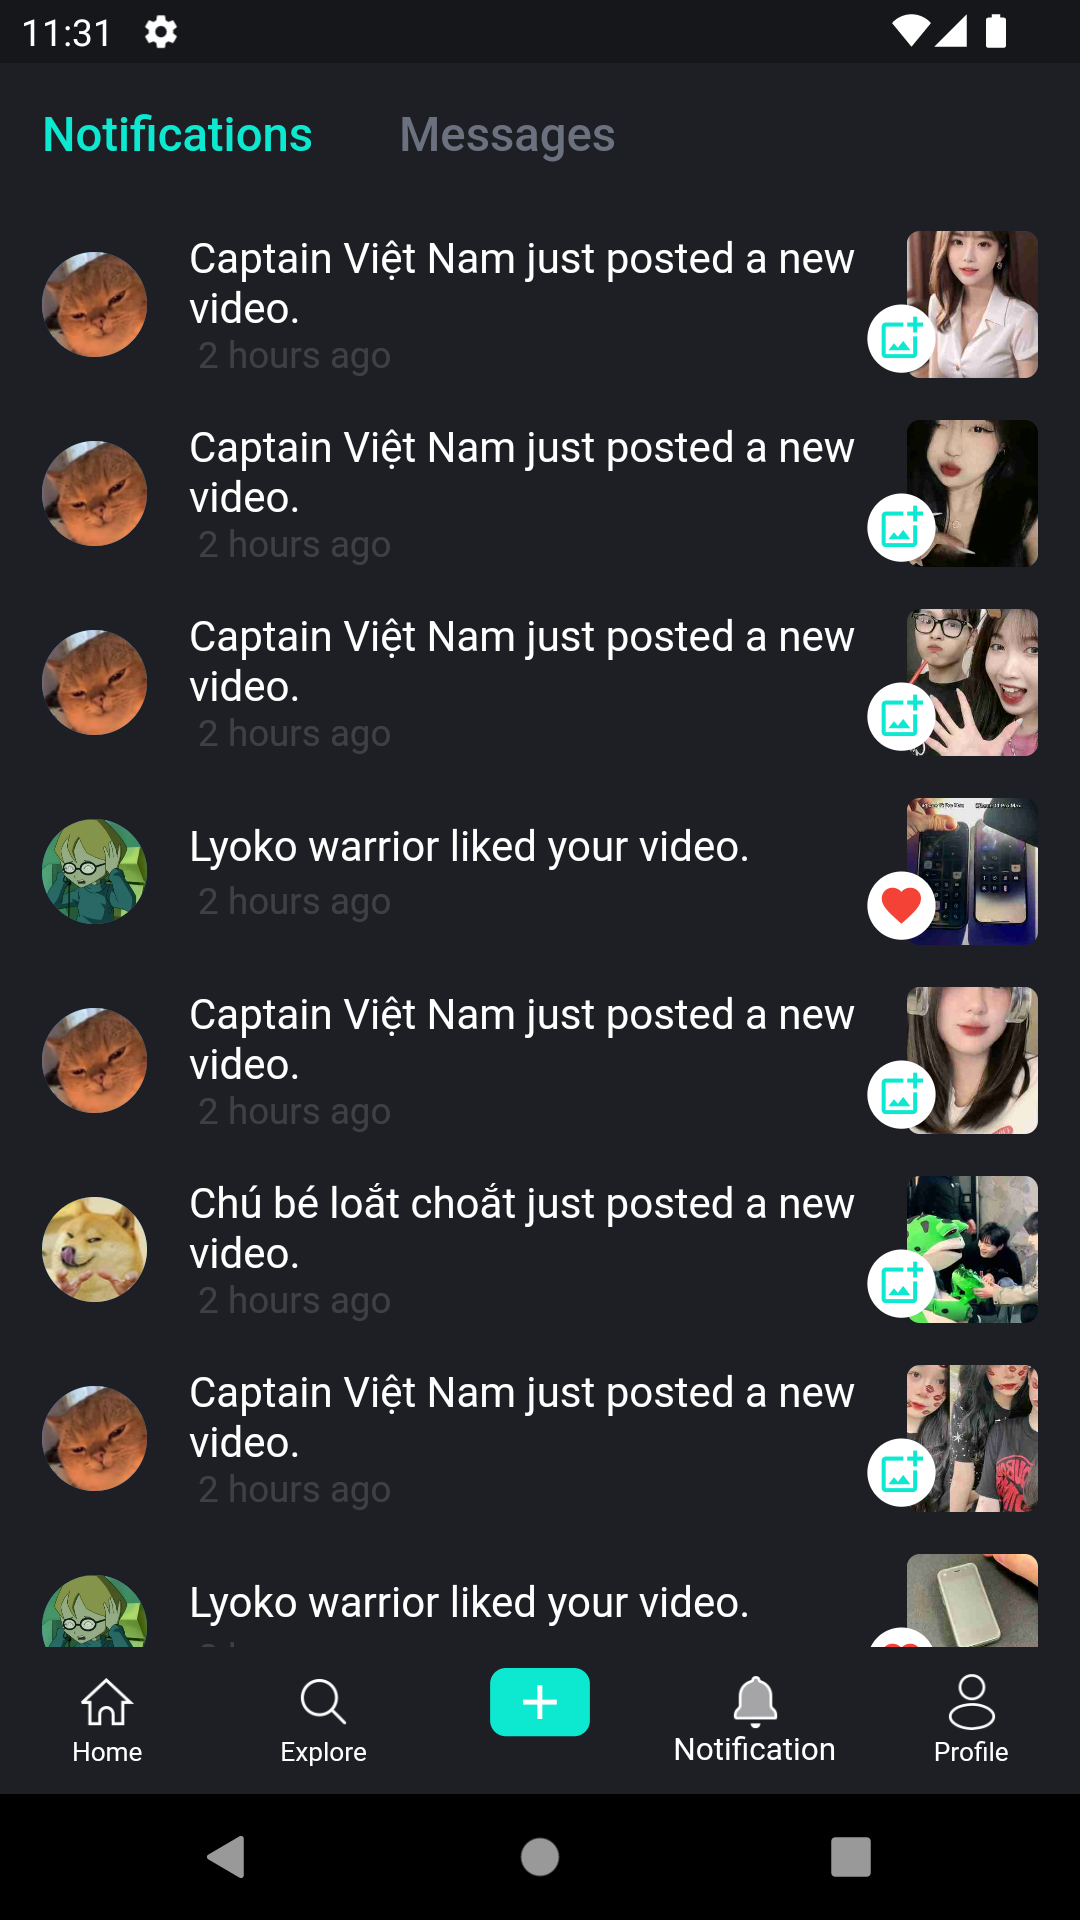 11:31
Notifications Messages
Captain Việt Nam just posted a new
video.
2 hours ago
Captain Việt Nam just posted a new
video.
2 hours ago
Captain Việt Nam just posted a new
video.
2 hours ago
Lyoko warrior liked your video.
2 hours ago
Captain Việt Nam just posted a new
video.
2 hours ago
Chú bé loắt choắt just posted a new
video.
2 hours ago
Captain Việt Nam just posted a new
video.
2 hours ago
Lyoko warrior liked your video.
Home Explore Notification Profile